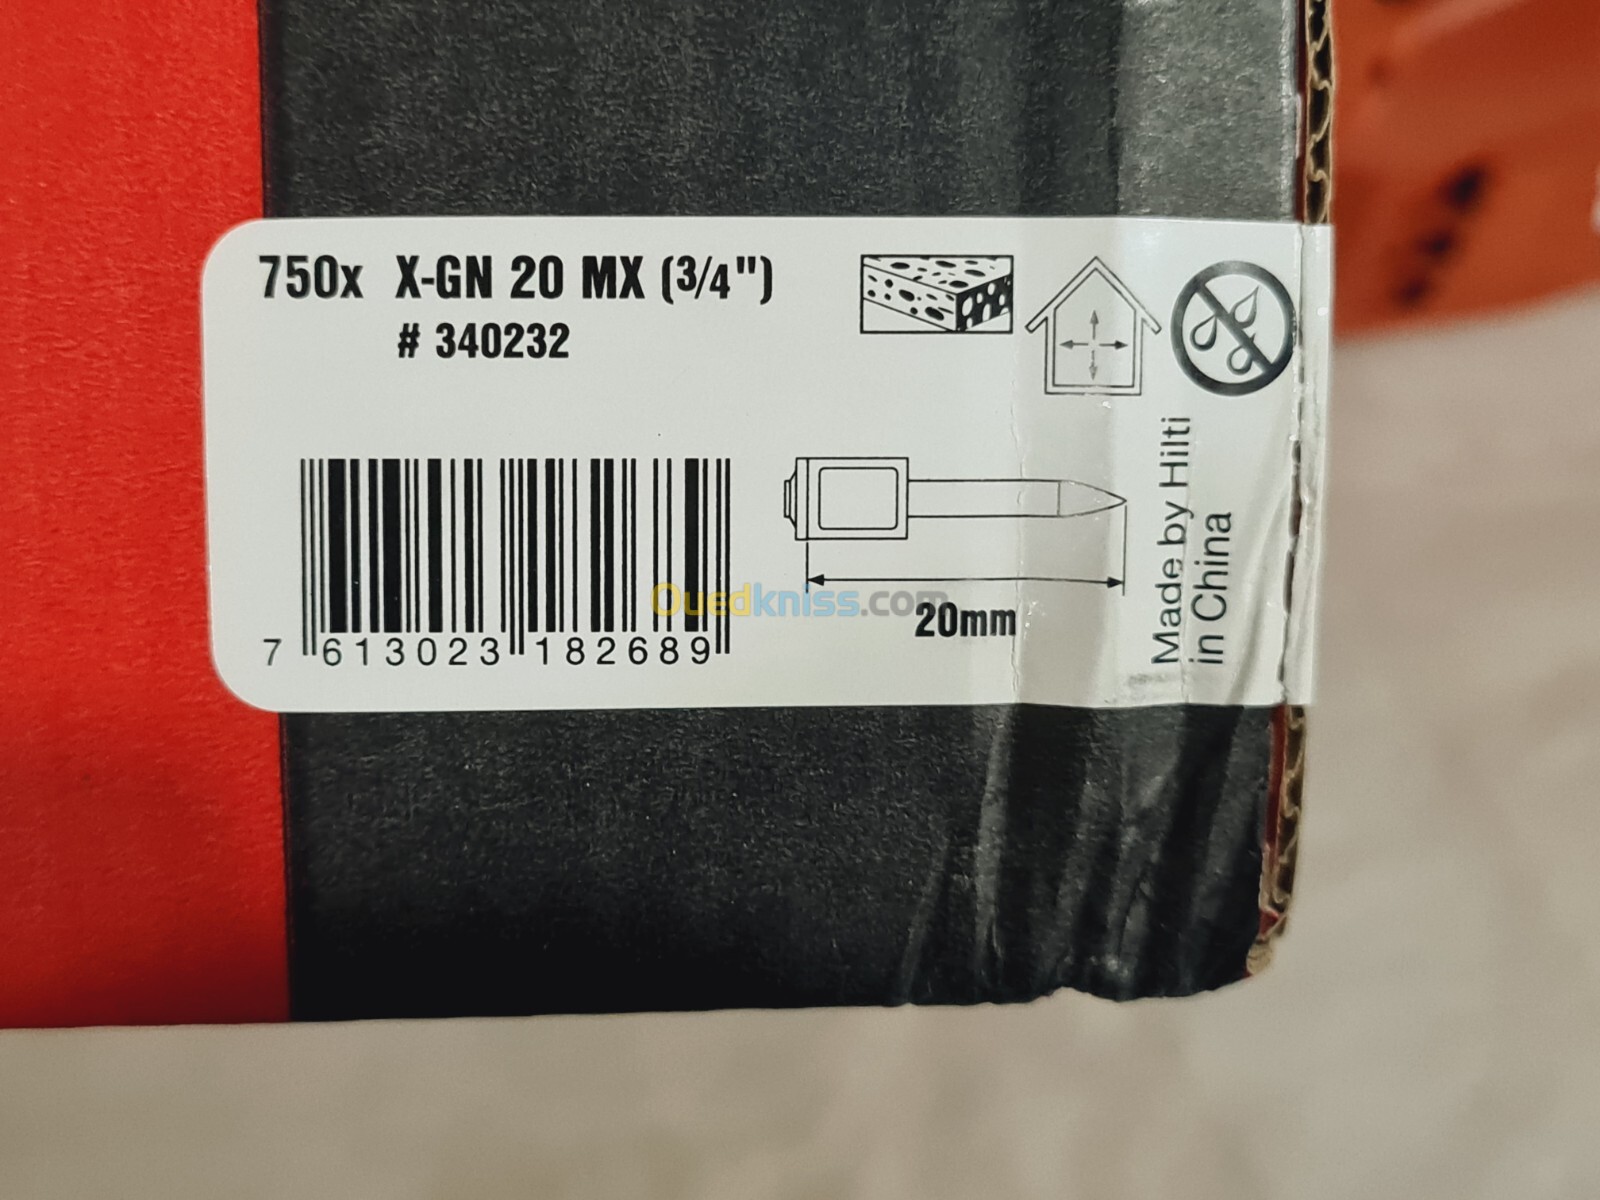 750x X-GN 20 MX (3/4")
# 340232
7 613023 182689
20mm
Made by Hilti
in China
Ouedkniss.com